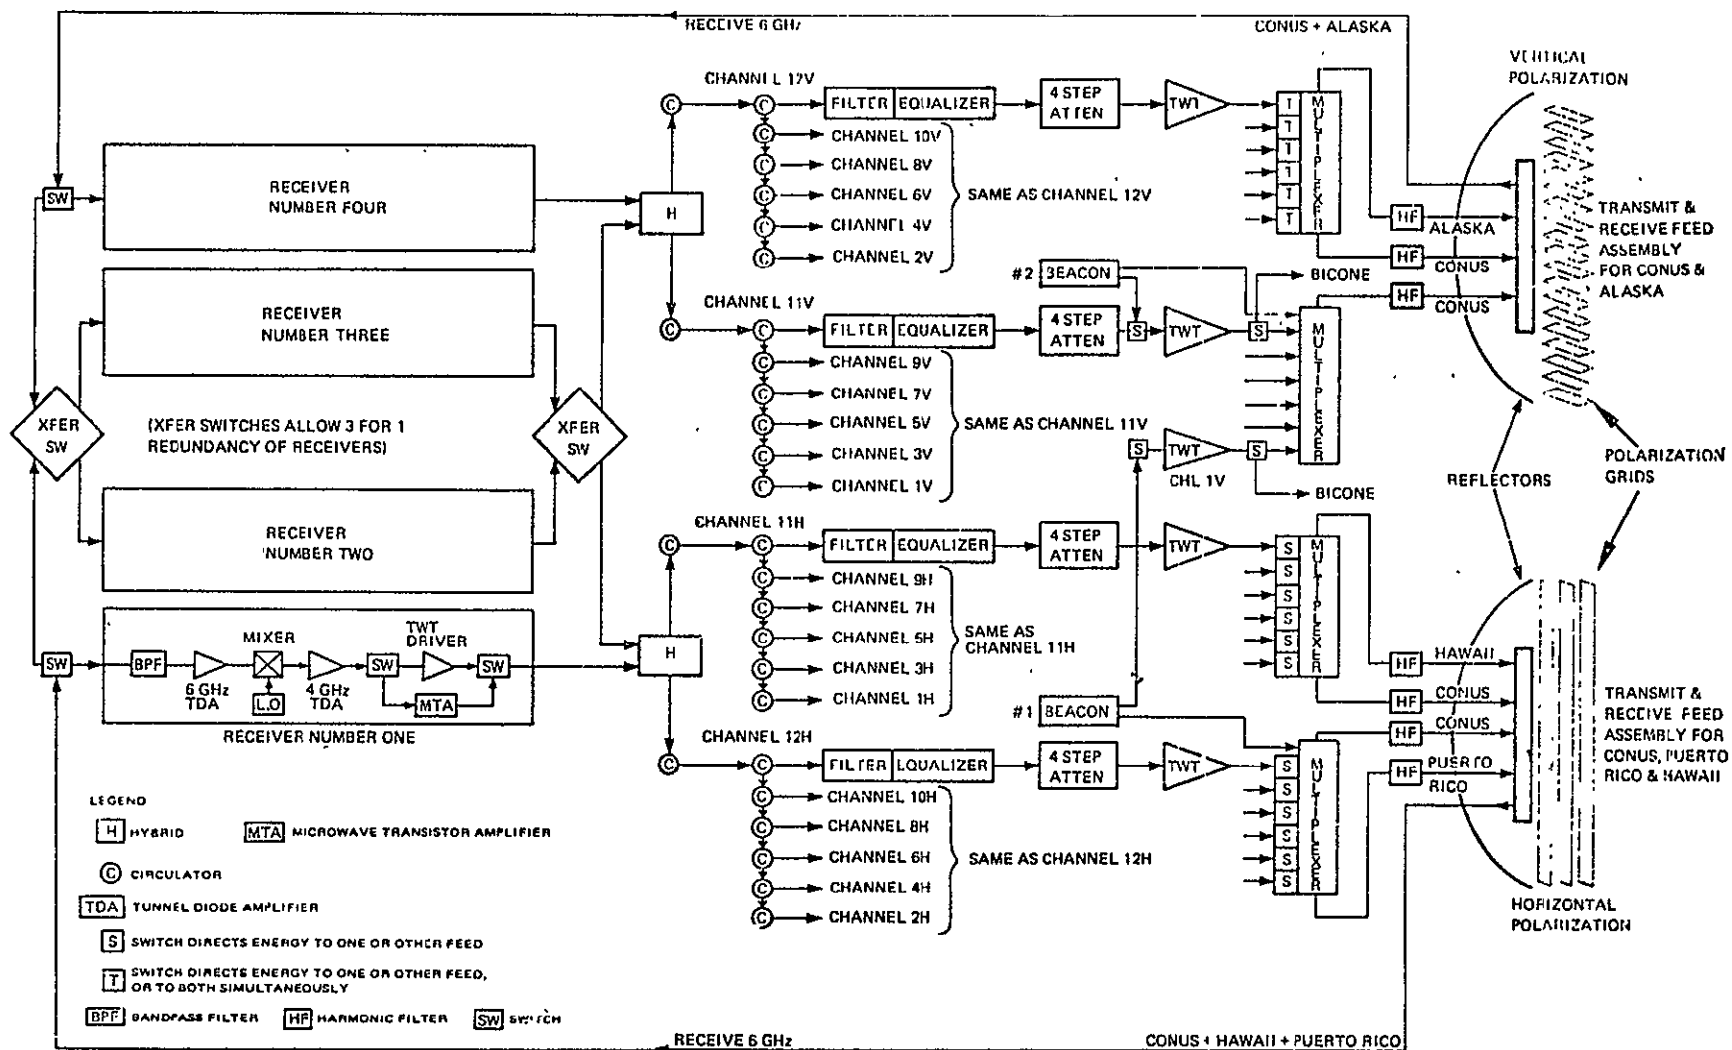 RECEIVE 6 GHz
CONUS + ALASKA
VERTICAL
POLARIZATION
CHANNEL 12V
C
C
FILTER
EQUALIZER
4 STEP
ATTEN
TWT
T
T
T
T
T
T
MULTIPLEXER
C
CHANNEL 10V
C
CHANNEL 8V
C
CHANNEL 6V
C
CHANNEL 4V
C
CHANNEL 2V
SAME AS CHANNEL 12V
SW
RECEIVER
NUMBER FOUR
H
HF
ALASKA
HF
CONUS
HF
CONUS
TRANSMIT &
RECEIVE FEED
ASSEMBLY
FOR CONUS &
ALASKA
#2
BEACON
BICONE
RECEIVER
NUMBER THREE
CHANNEL 11V
C
C
FILTER
EQUALIZER
4 STEP
ATTEN
S
TWT
S
MULTIPLEXER
C
CHANNEL 9V
C
CHANNEL 7V
C
CHANNEL 5V
C
CHANNEL 3V
C
CHANNEL 1V
SAME AS CHANNEL 11V
XFER
SW
(XFER SWITCHES ALLOW 3 FOR 1
REDUNDANCY OF RECEIVERS)
XFER
SW
S
TWT
CHL 1V
S
BICONE
REFLECTORS
POLARIZATION
GRIDS
RECEIVER
NUMBER TWO
CHANNEL 11H
C
C
FILTER
EQUALIZER
4 STEP
ATTEN
TWT
S
S
S
S
S
S
MULTIPLEXER
C
CHANNEL 9H
C
CHANNEL 7H
C
CHANNEL 5H
C
CHANNEL 3H
C
CHANNEL 1H
SAME AS
CHANNEL 11H
SW
BPF
6 GHz
TDA
MIXER
L.O
4 GHz
TDA
SW
TWT
DRIVER
MTA
SW
RECEIVER NUMBER ONE
H
HF
HAWAII
HF
CONUS
HF
CONUS
HF
PUERTO
RICO
TRANSMIT &
RECEIVE FEED
ASSEMBLY FOR
CONUS, PUERTO
RICO & HAWAII
#1
BEACON
CHANNEL 12H
C
C
FILTER
EQUALIZER
4 STEP
ATTEN
TWT
S
S
S
S
S
S
MULTIPLEXER
C
CHANNEL 10H
C
CHANNEL 8H
C
CHANNEL 6H
C
CHANNEL 4H
C
CHANNEL 2H
SAME AS CHANNEL 12H
HORIZONTAL
POLARIZATION
LEGEND
H HYBRID
MTA MICROWAVE TRANSISTOR AMPLIFIER
C CIRCULATOR
TDA TUNNEL DIODE AMPLIFIER
S SWITCH DIRECTS ENERGY TO ONE OR OTHER FEED
T SWITCH DIRECTS ENERGY TO ONE OR OTHER FEED,
OR TO BOTH SIMULTANEOUSLY
BPF BANDPASS FILTER
HF HARMONIC FILTER
SW SWITCH
RECEIVE 6 GHz
CONUS + HAWAII + PUERTO RICO